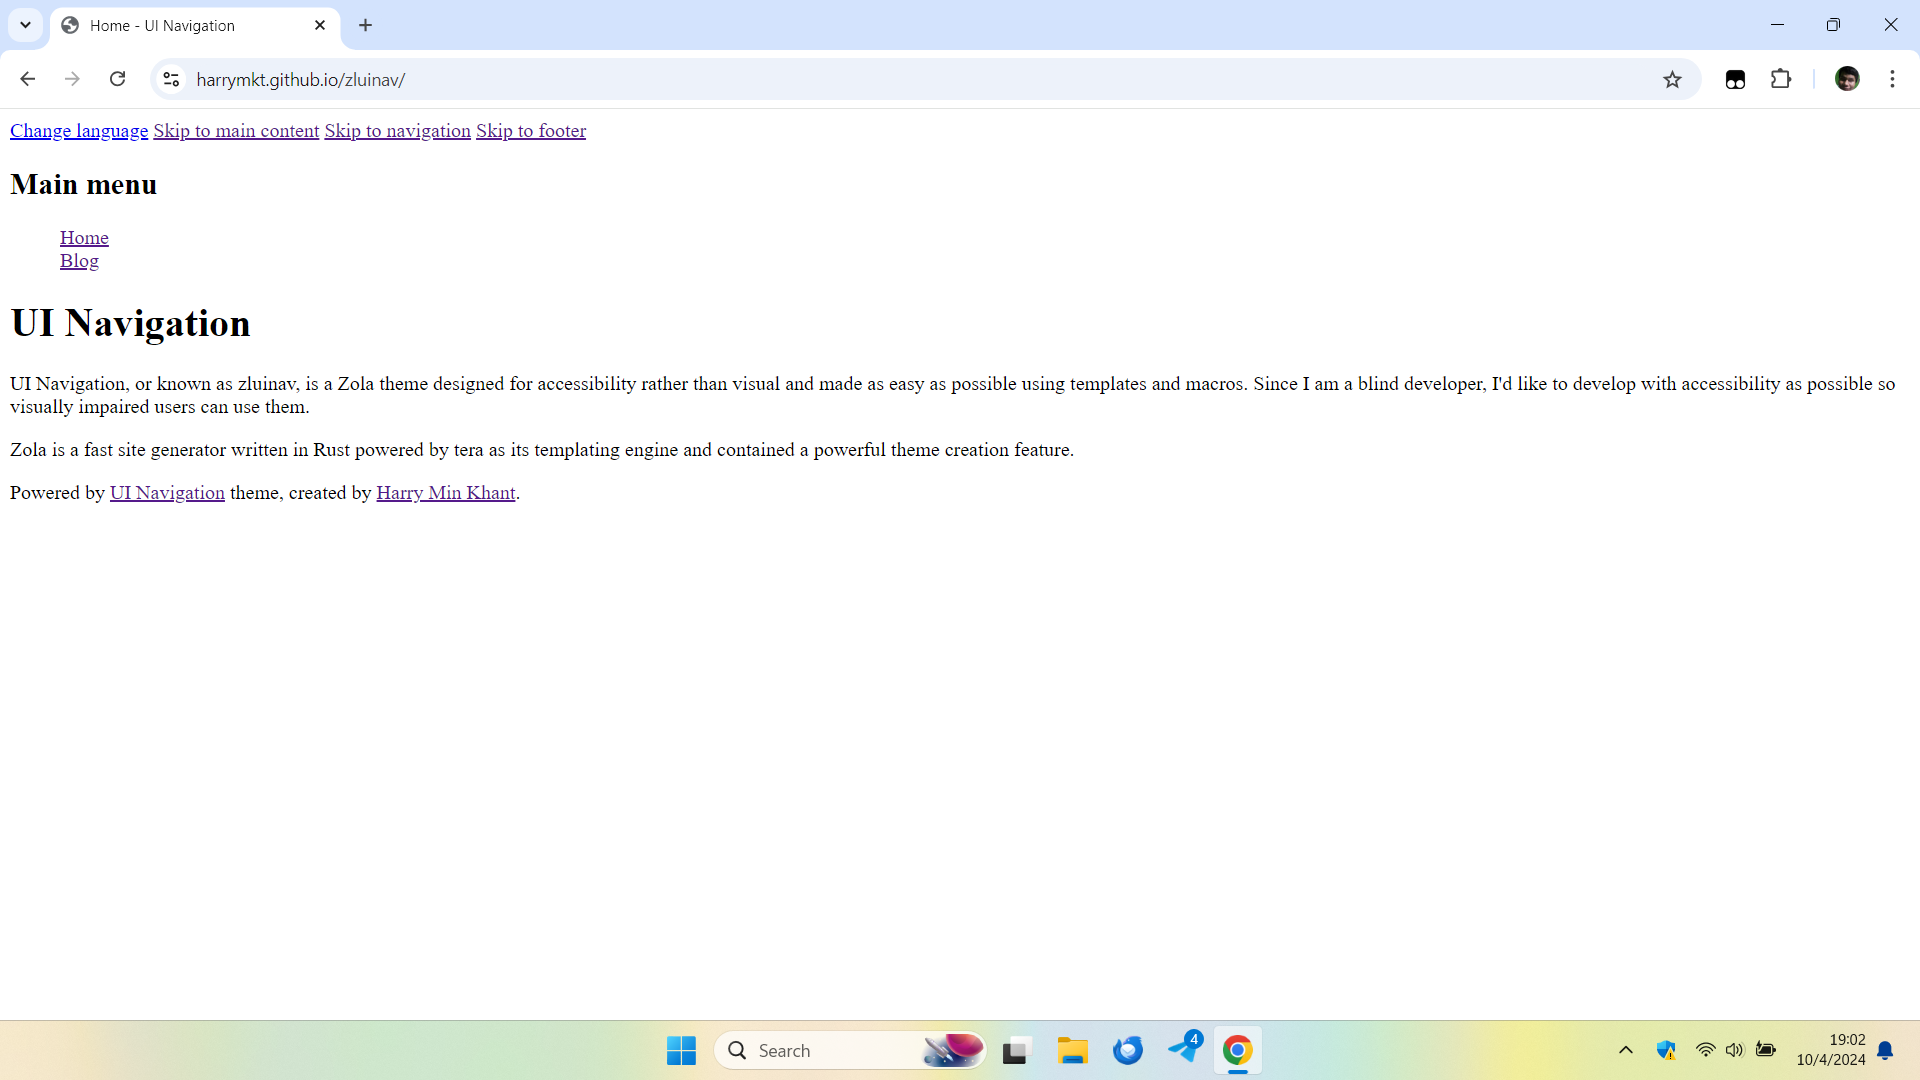 Home - UI Navigation
harrymkt.github.io/zluinav/
Change language Skip to main content Skip to navigation Skip to footer
Main menu
Home
Blog
UI Navigation
UI Navigation, or known as zluinav, is a Zola theme designed for accessibility rather than visual and made as easy as possible using templates and macros. Since I am a blind developer, I'd like to develop with accessibility as possible so
visually impaired users can use them.
Zola is a fast site generator written in Rust powered by tera as its templating engine and contained a powerful theme creation feature.
Powered by UI Navigation theme, created by Harry Min Khant.
Search
4
19:02
10/4/2024